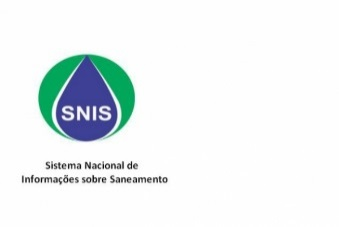 SNIS
Sistema Nacional de
Informações sobre Saneamento